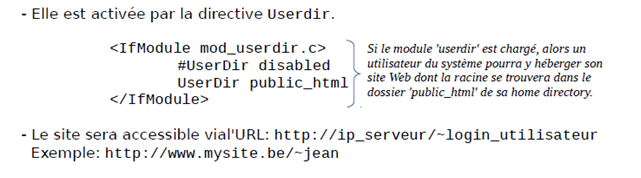 - Elle est activée par la directive Userdir.
<IfModule mod_userdir.c>
#UserDir disabled
UserDir public_html
</IfModule>
Si le module 'userdir' est chargé, alors un
utilisateur du système pourra y héberger son
site Web dont la racine se trouvera dans le
dossier 'public_html' de sa home directory.
- Le site sera accessible vial'URL: http://ip_serveur/~login_utilisateur
Exemple: http://www.mysite.be/~jean